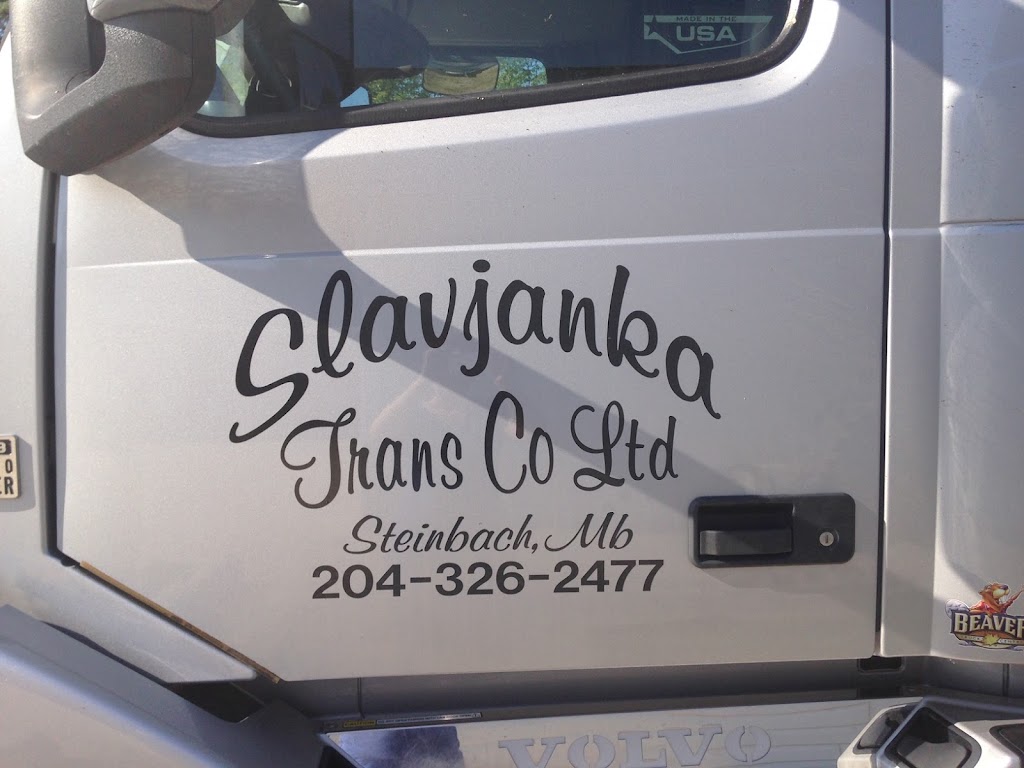 MADE IN THE
USA
Slavjanka
Trans Co Ltd
Steinbach, Mb
204-326-2477
BEAVER
VOLVO